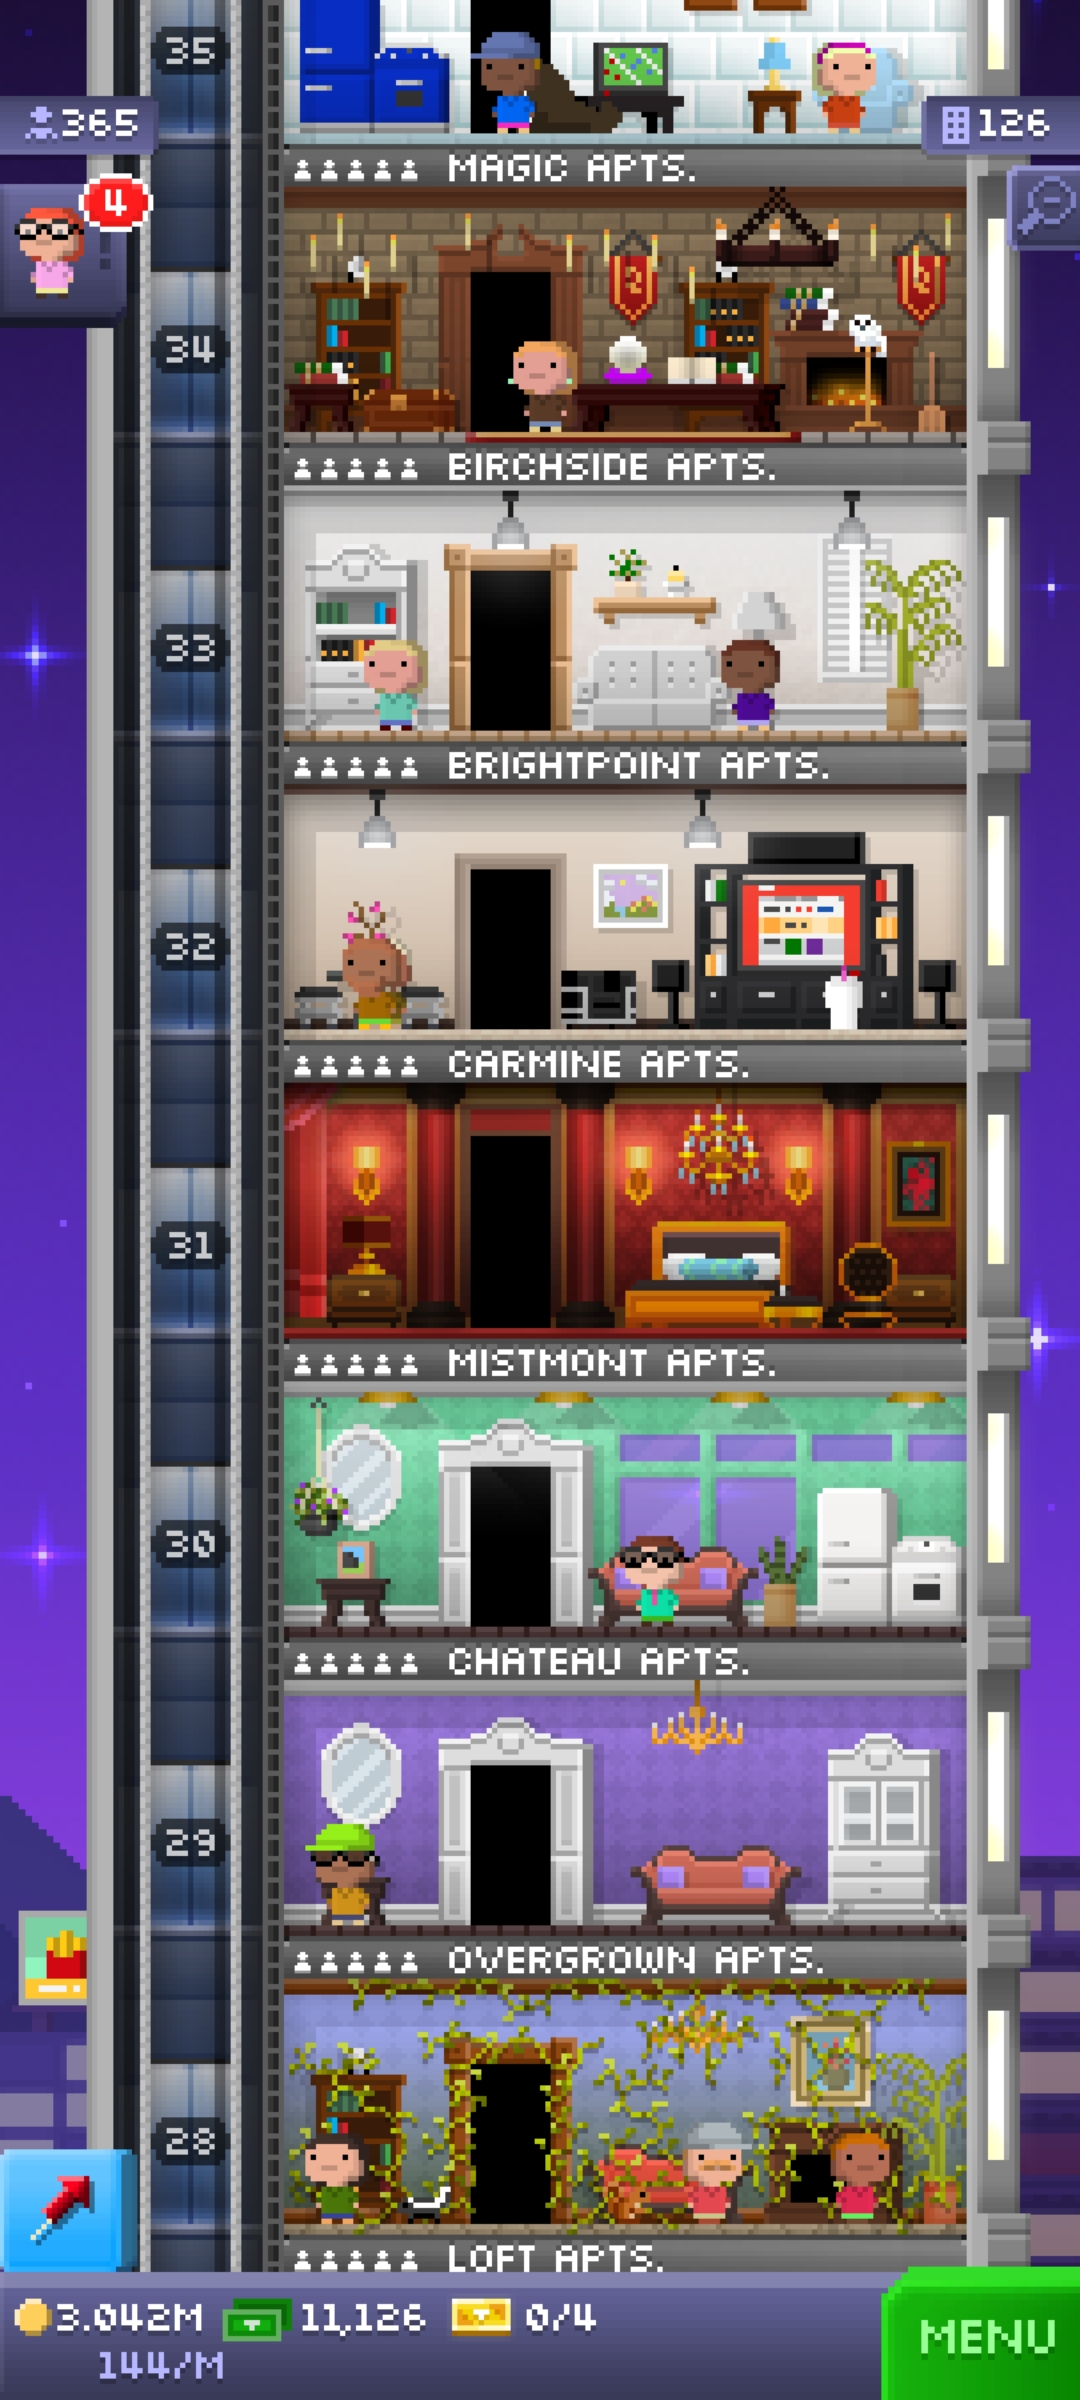 35
365
126
MAGIC APTS.
4
34
BIRCHSIDE APTS.
33
BRIGHTPOINT APTS.
32
CARMINE APTS.
31
MISTMONT APTS.
30
CHATEAU APTS.
29
OVERGROWN APTS.
28
LOFT APTS.
3.042M
11,126
0/4
144/M
MENU